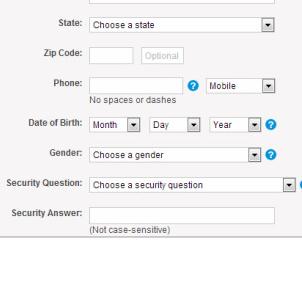 State: Choose a state
Zip Code: Optional
Phone: ? Mobile
No spaces or dashes
Date of Birth: Month Day Year ?
Gender: Choose a gender ?
Security Question: Choose a security question
Security Answer:
(Not case-sensitive)